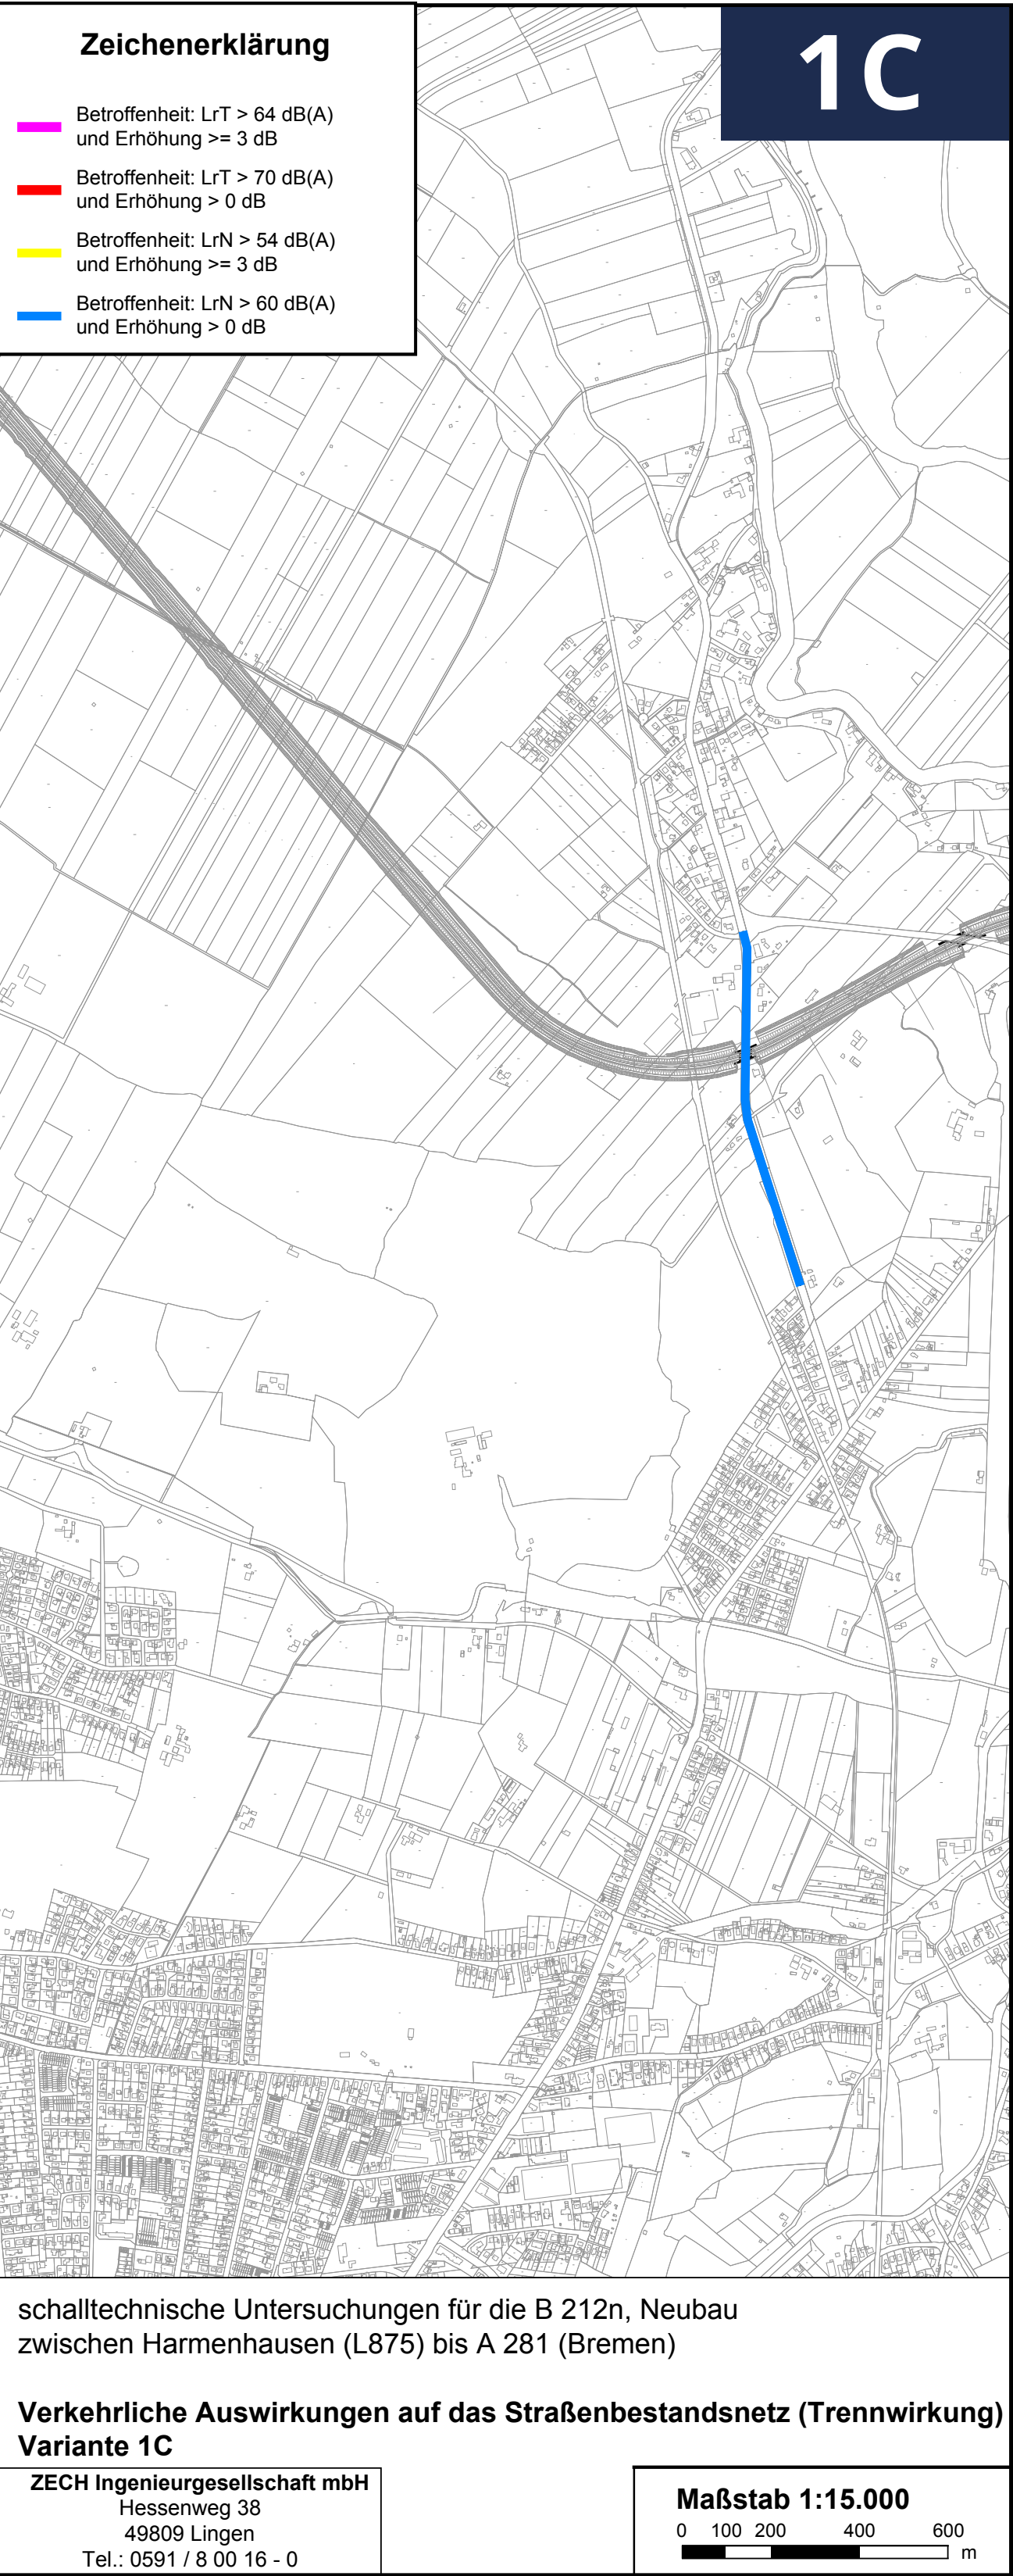 Zeichenerklärung
1C
Betroffenheit: LrT > 64 dB(A)
und Erhöhung >= 3 dB
Betroffenheit: LrT > 70 dB(A)
und Erhöhung > 0 dB
Betroffenheit: LrN > 54 dB(A)
und Erhöhung >= 3 dB
Betroffenheit: LrN > 60 dB(A)
und Erhöhung > 0 dB
schalltechnische Untersuchungen für die B 212n, Neubau
zwischen Harmenhausen (L875) bis A 281 (Bremen)
Verkehrliche Auswirkungen auf das Straßenbestandsnetz (Trennwirkung)
Variante 1C
ZECH Ingenieurgesellschaft mbH
Hessenweg 38
49809 Lingen
Tel.: 0591 / 8 00 16 - 0
Maßstab 1:15.000
0 100 200 400 600
m